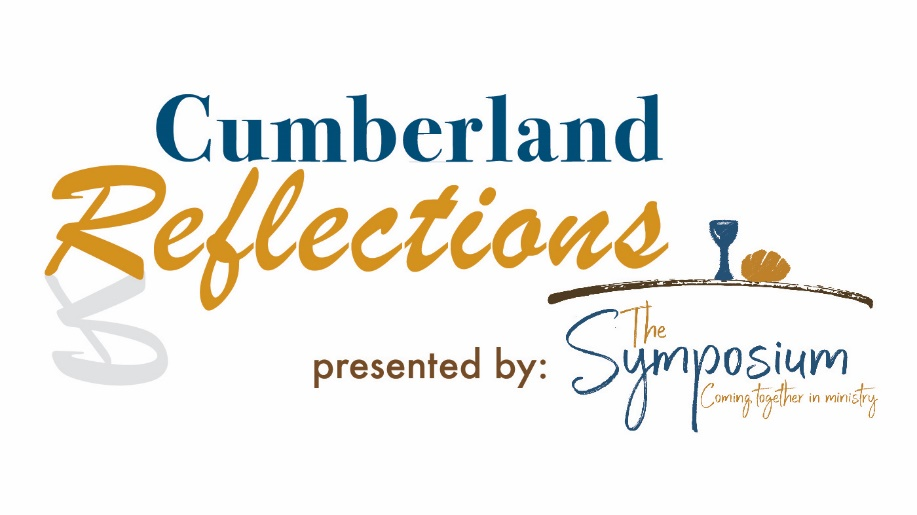 Cumberland
Reflections
presented by:
The
Symposium
Coming together in ministry